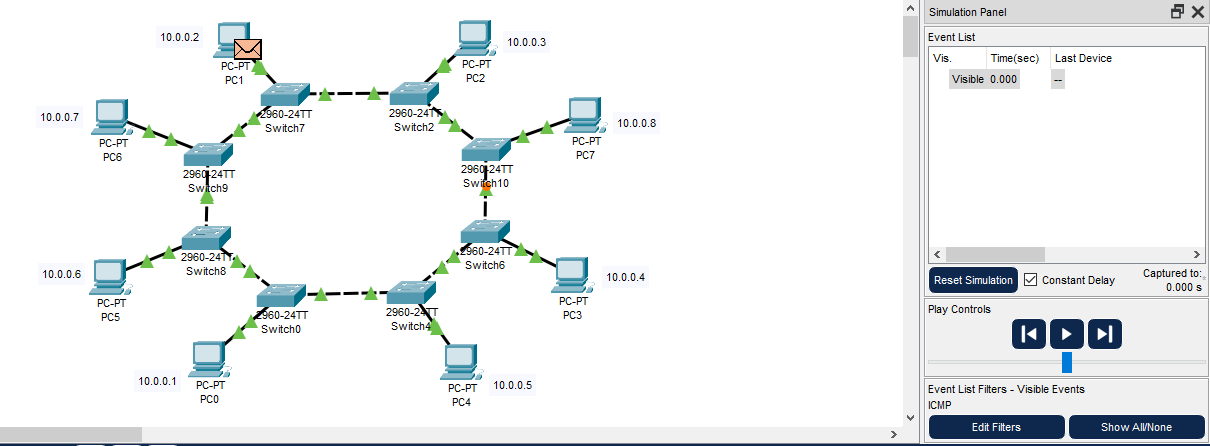 10.0.0.2
PC-PT
PC1
10.0.0.3
PC-PT
PC2
2960-24TT
Switch7
2960-24TT
Switch2
10.0.0.7
PC-PT
PC6
10.0.0.8
PC-PT
PC7
2960-24TT
Switch9
2960-24TT
Switch10
10.0.0.6
PC-PT
PC5
2960-24TT
Switch8
2960-24TT
Switch6
10.0.0.4
PC-PT
PC3
2960-24TT
Switch0
2960-24TT
Switch4
10.0.0.1
PC-PT
PC0
10.0.0.5
PC-PT
PC4
Simulation Panel
Event List
Vis. Time(sec) Last Device
Visible 0.000 --
Reset Simulation Constant Delay Captured to:
0.000 s
Play Controls
Event List Filters - Visible Events
ICMP
Edit Filters Show All/None